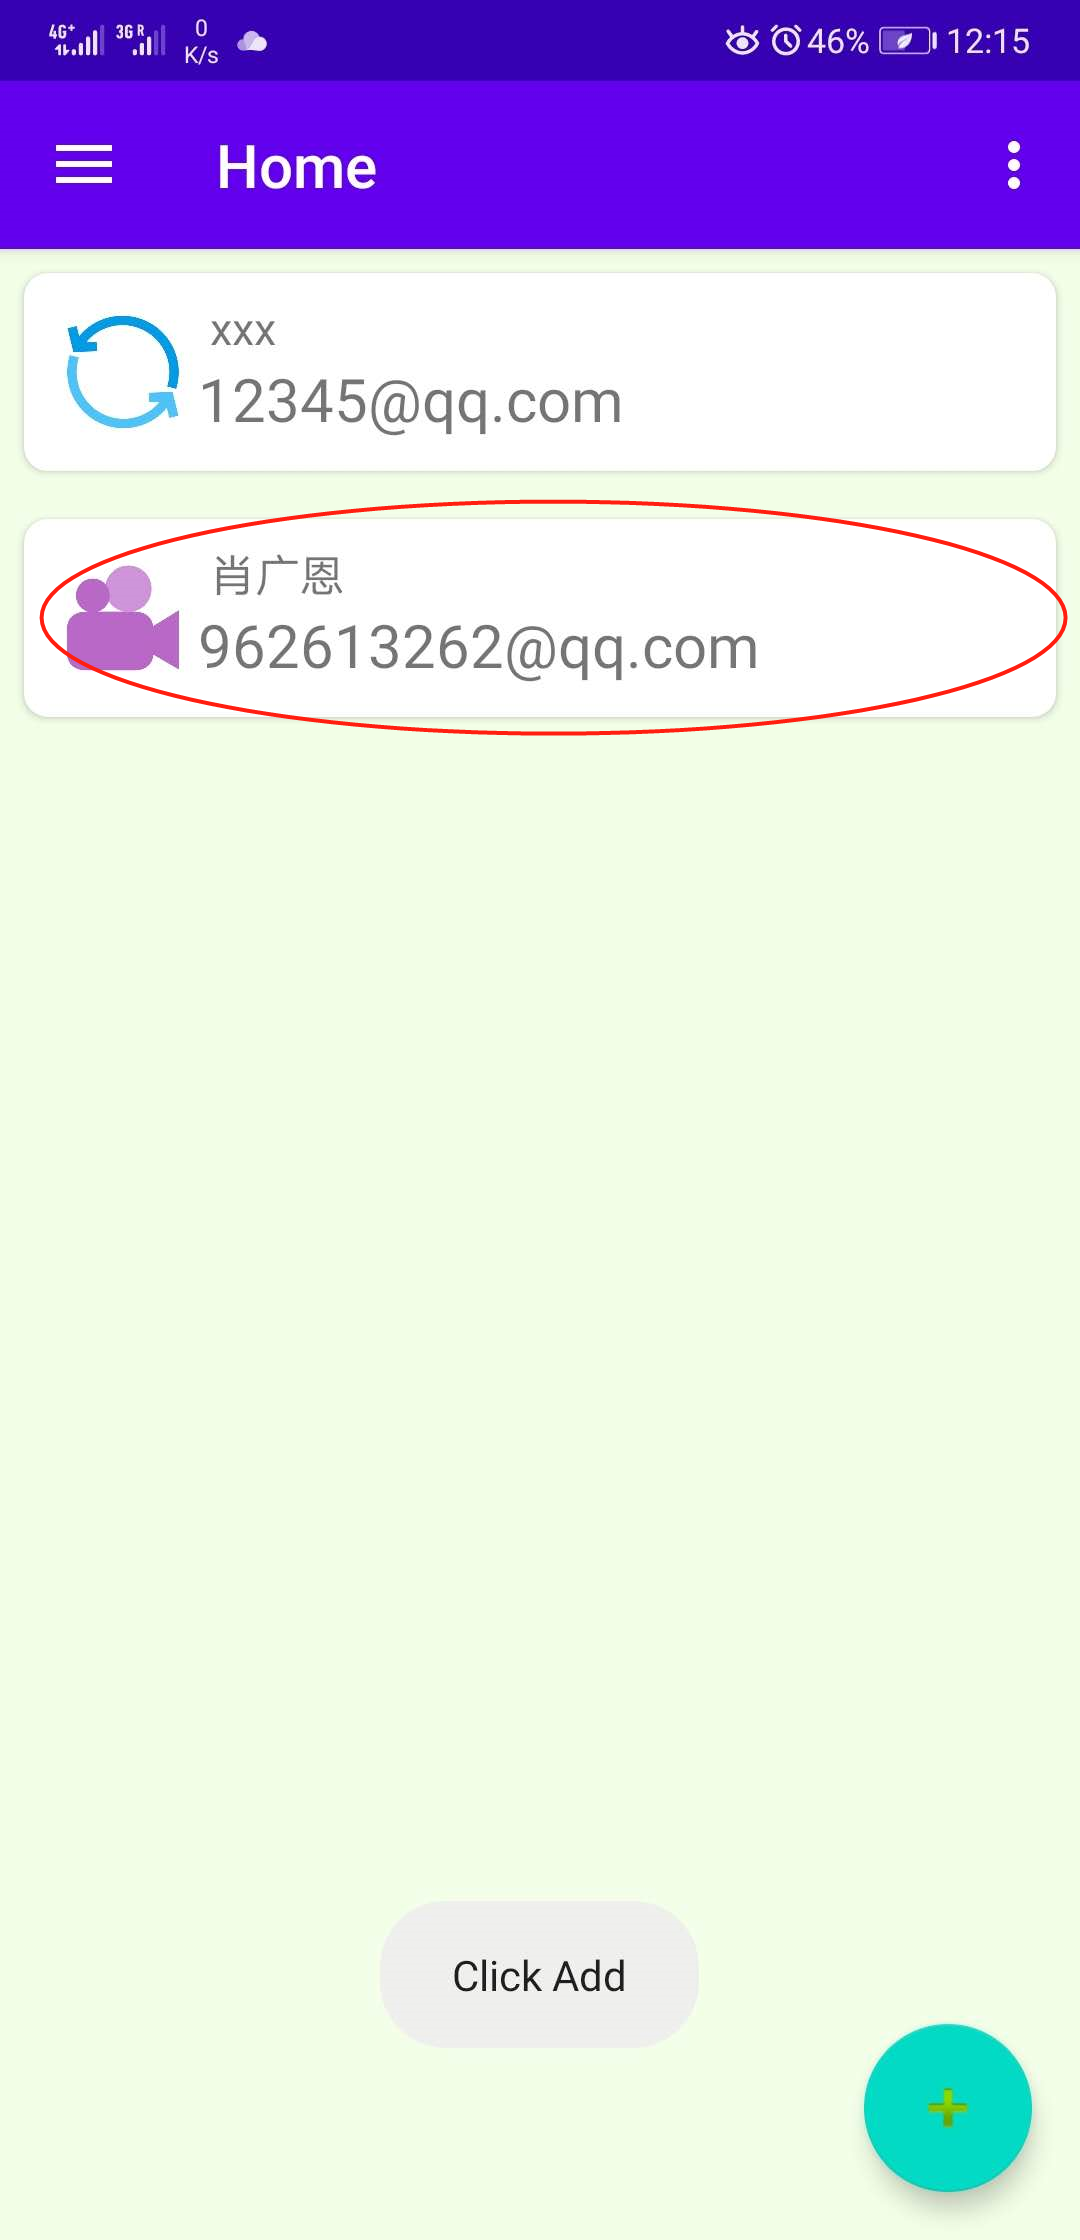 4G+ 3G R 0 K/s 46% 12:15
Home
xxx
12345@qq.com
肖广恩
962613262@qq.com
Click Add